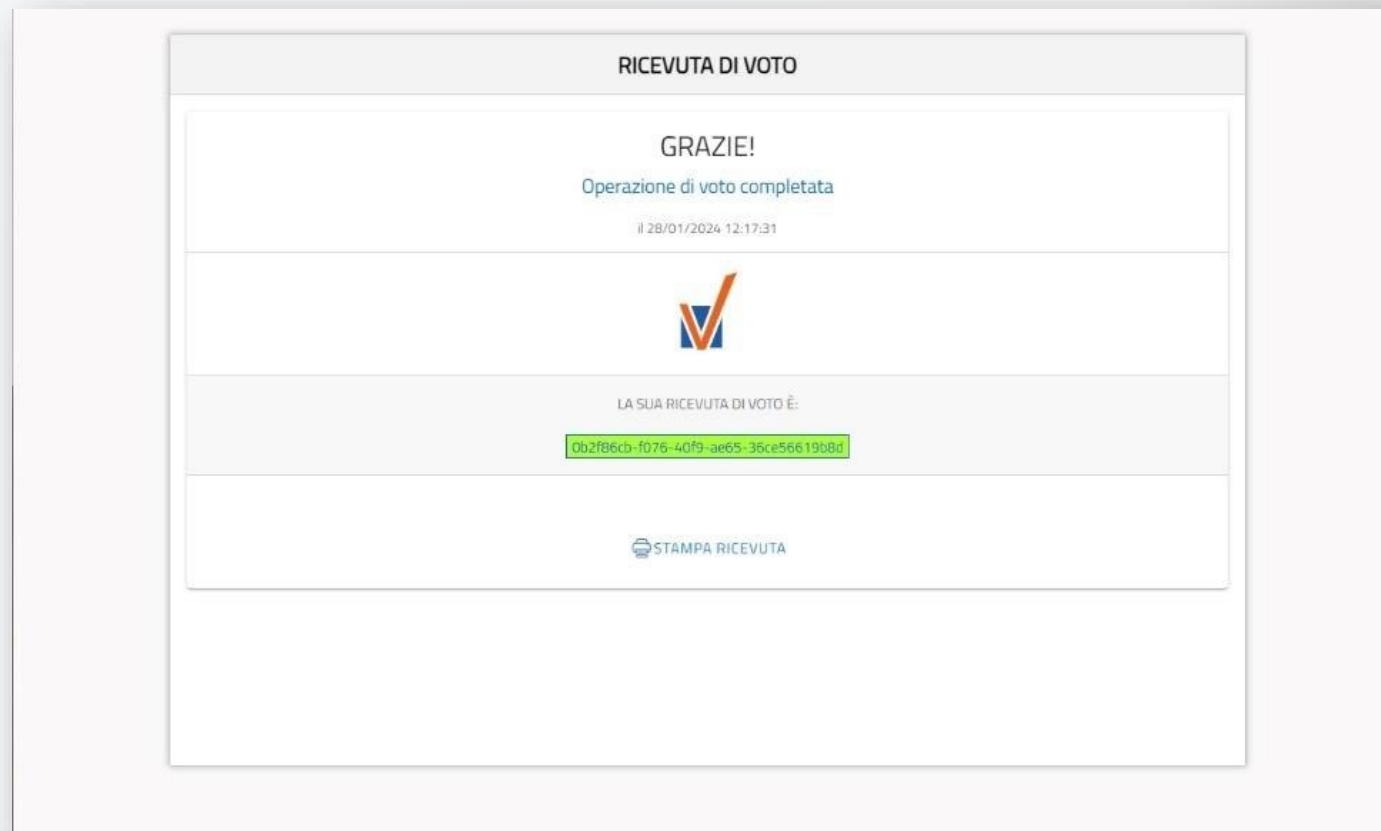 RICEVUTA DI VOTO
GRAZIE!
Operazione di voto completata
il 28/01/2024 12:17:31
LA SUA RICEVUTA DI VOTO È:
0b2f86cb-f076-40f9-ae65-36ce56619b8d
STAMPA RICEVUTA